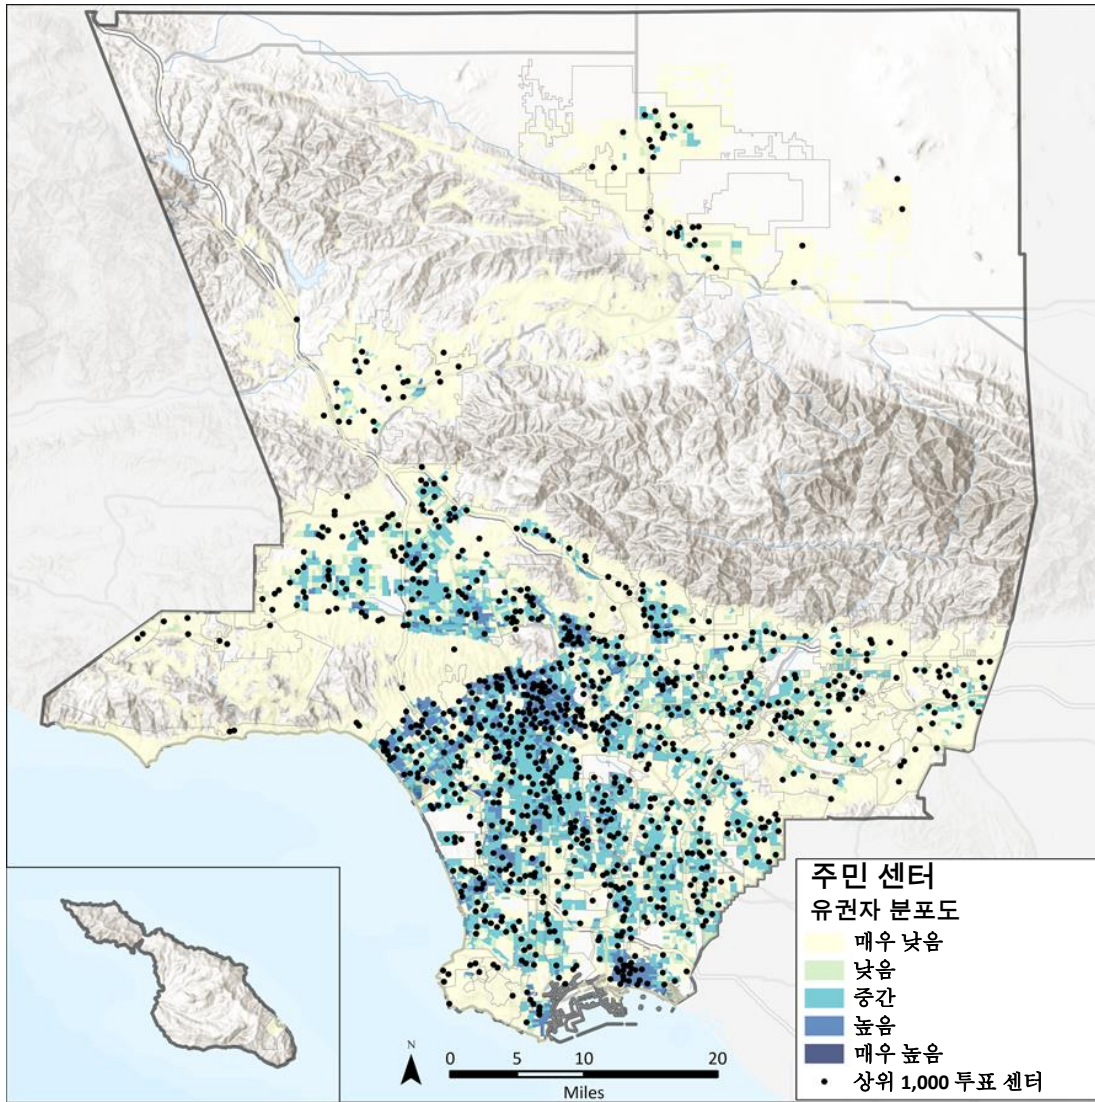 주민 센터
유권자 분포도
매우 낮음
낮음
중간
높음
매우 높음
상위 1,000 투표 센터
N
0 5 10 20
Miles